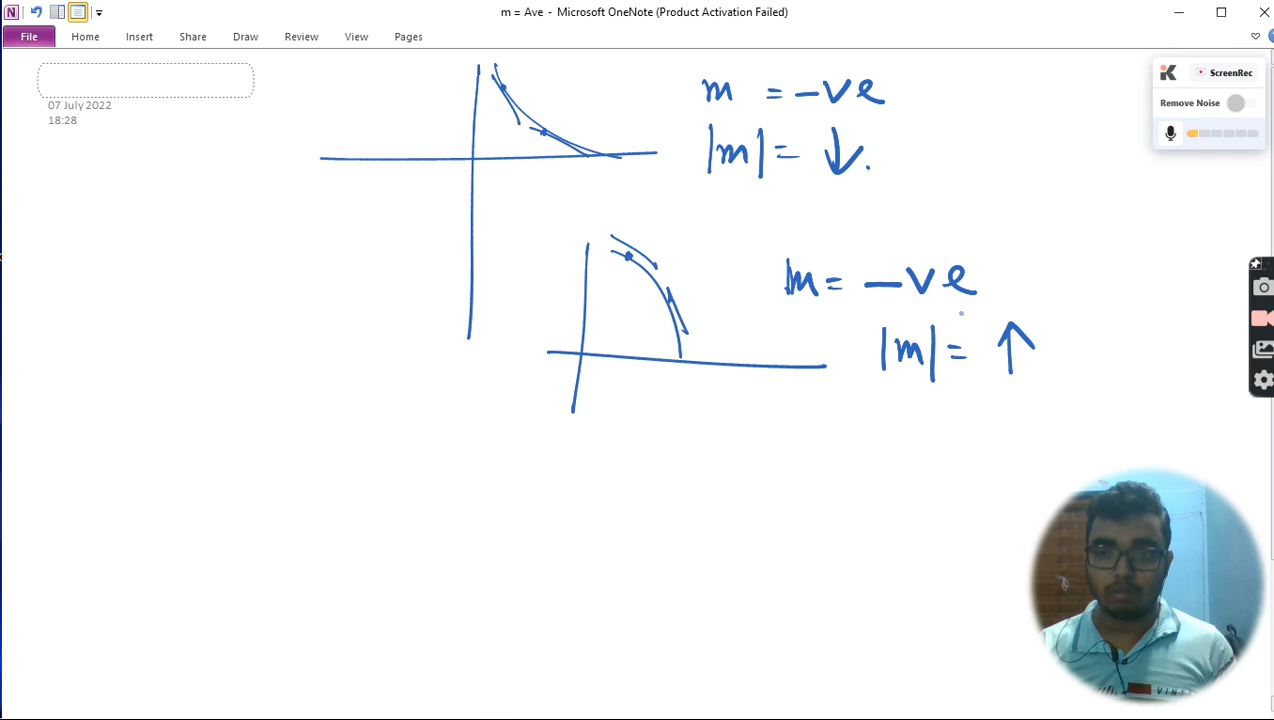 m = Ave - Microsoft OneNote (Product Activation Failed)
File Home Insert Share Draw Review View Pages
07 July 2022
18:28
ScreenRec
Remove Noise
m = -ve
|m| = ↓.
m = -ve
|m| = ↑
VINT